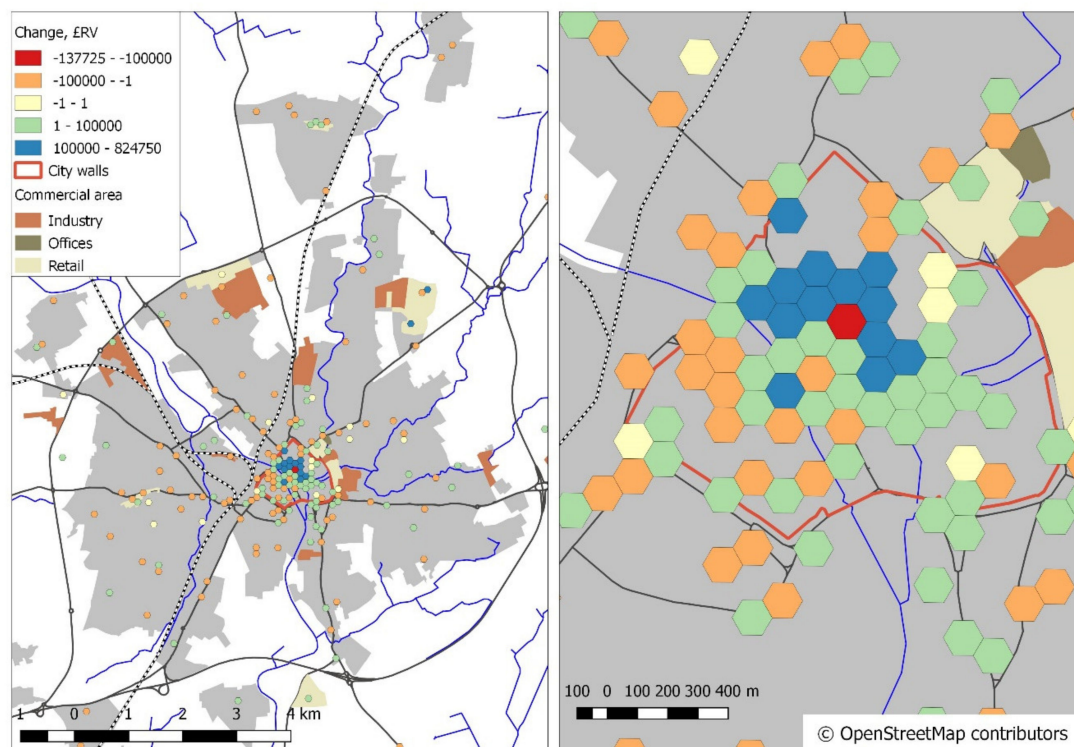 Change, £RV
-137725 - -100000
-100000 - -1
-1 - 1
1 - 100000
100000 - 824750
City walls
Commercial area
Industry
Offices
Retail
1 0 1 2 3 4 km
100 0 100 200 300 400 m
© OpenStreetMap contributors